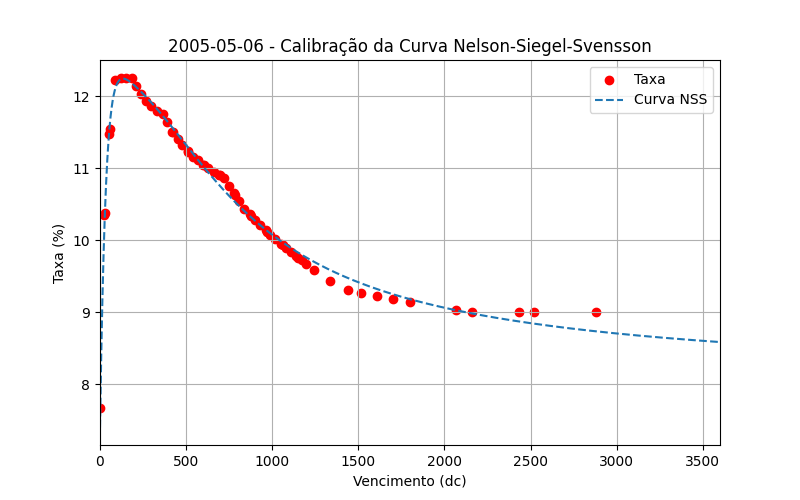 2005-05-06 - Calibração da Curva Nelson-Siegel-Svensson
Taxa
Curva NSS
Taxa (%)
12
11
10
9
8
0 500 1000 1500 2000 2500 3000 3500
Vencimento (dc)